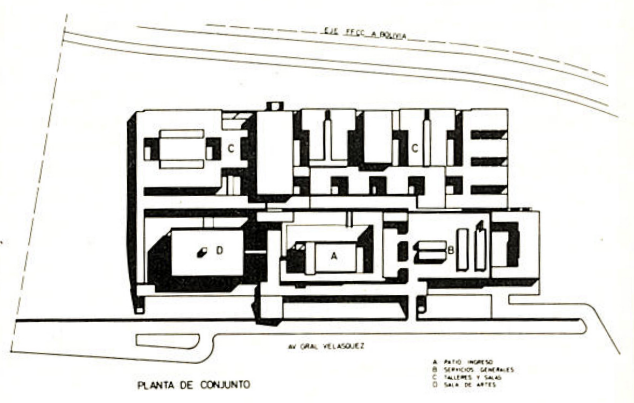 EJE FFCC A BOLIVIA
C
C
D
A
B
AV GRAL VELASQUEZ
PLANTA DE CONJUNTO
A PATIO INGRESO
B SERVICIOS GENERALES
C TALLERES Y SALAS
D SALA DE ARTES